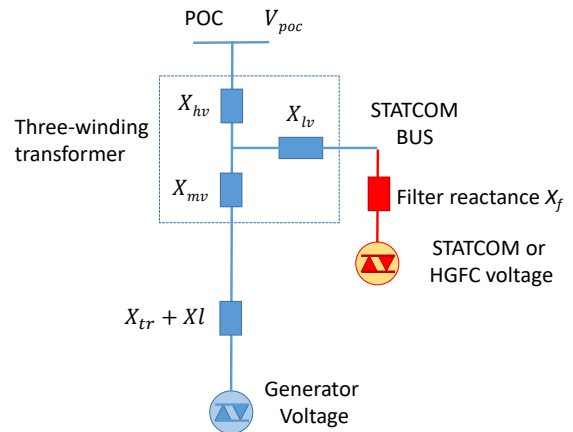 POC V_poc
X_hv
X_lv
STATCOM
BUS
Three-winding
transformer
X_mv
Filter reactance X_f
STATCOM or
HGFC voltage
X_tr + Xl
Generator
Voltage